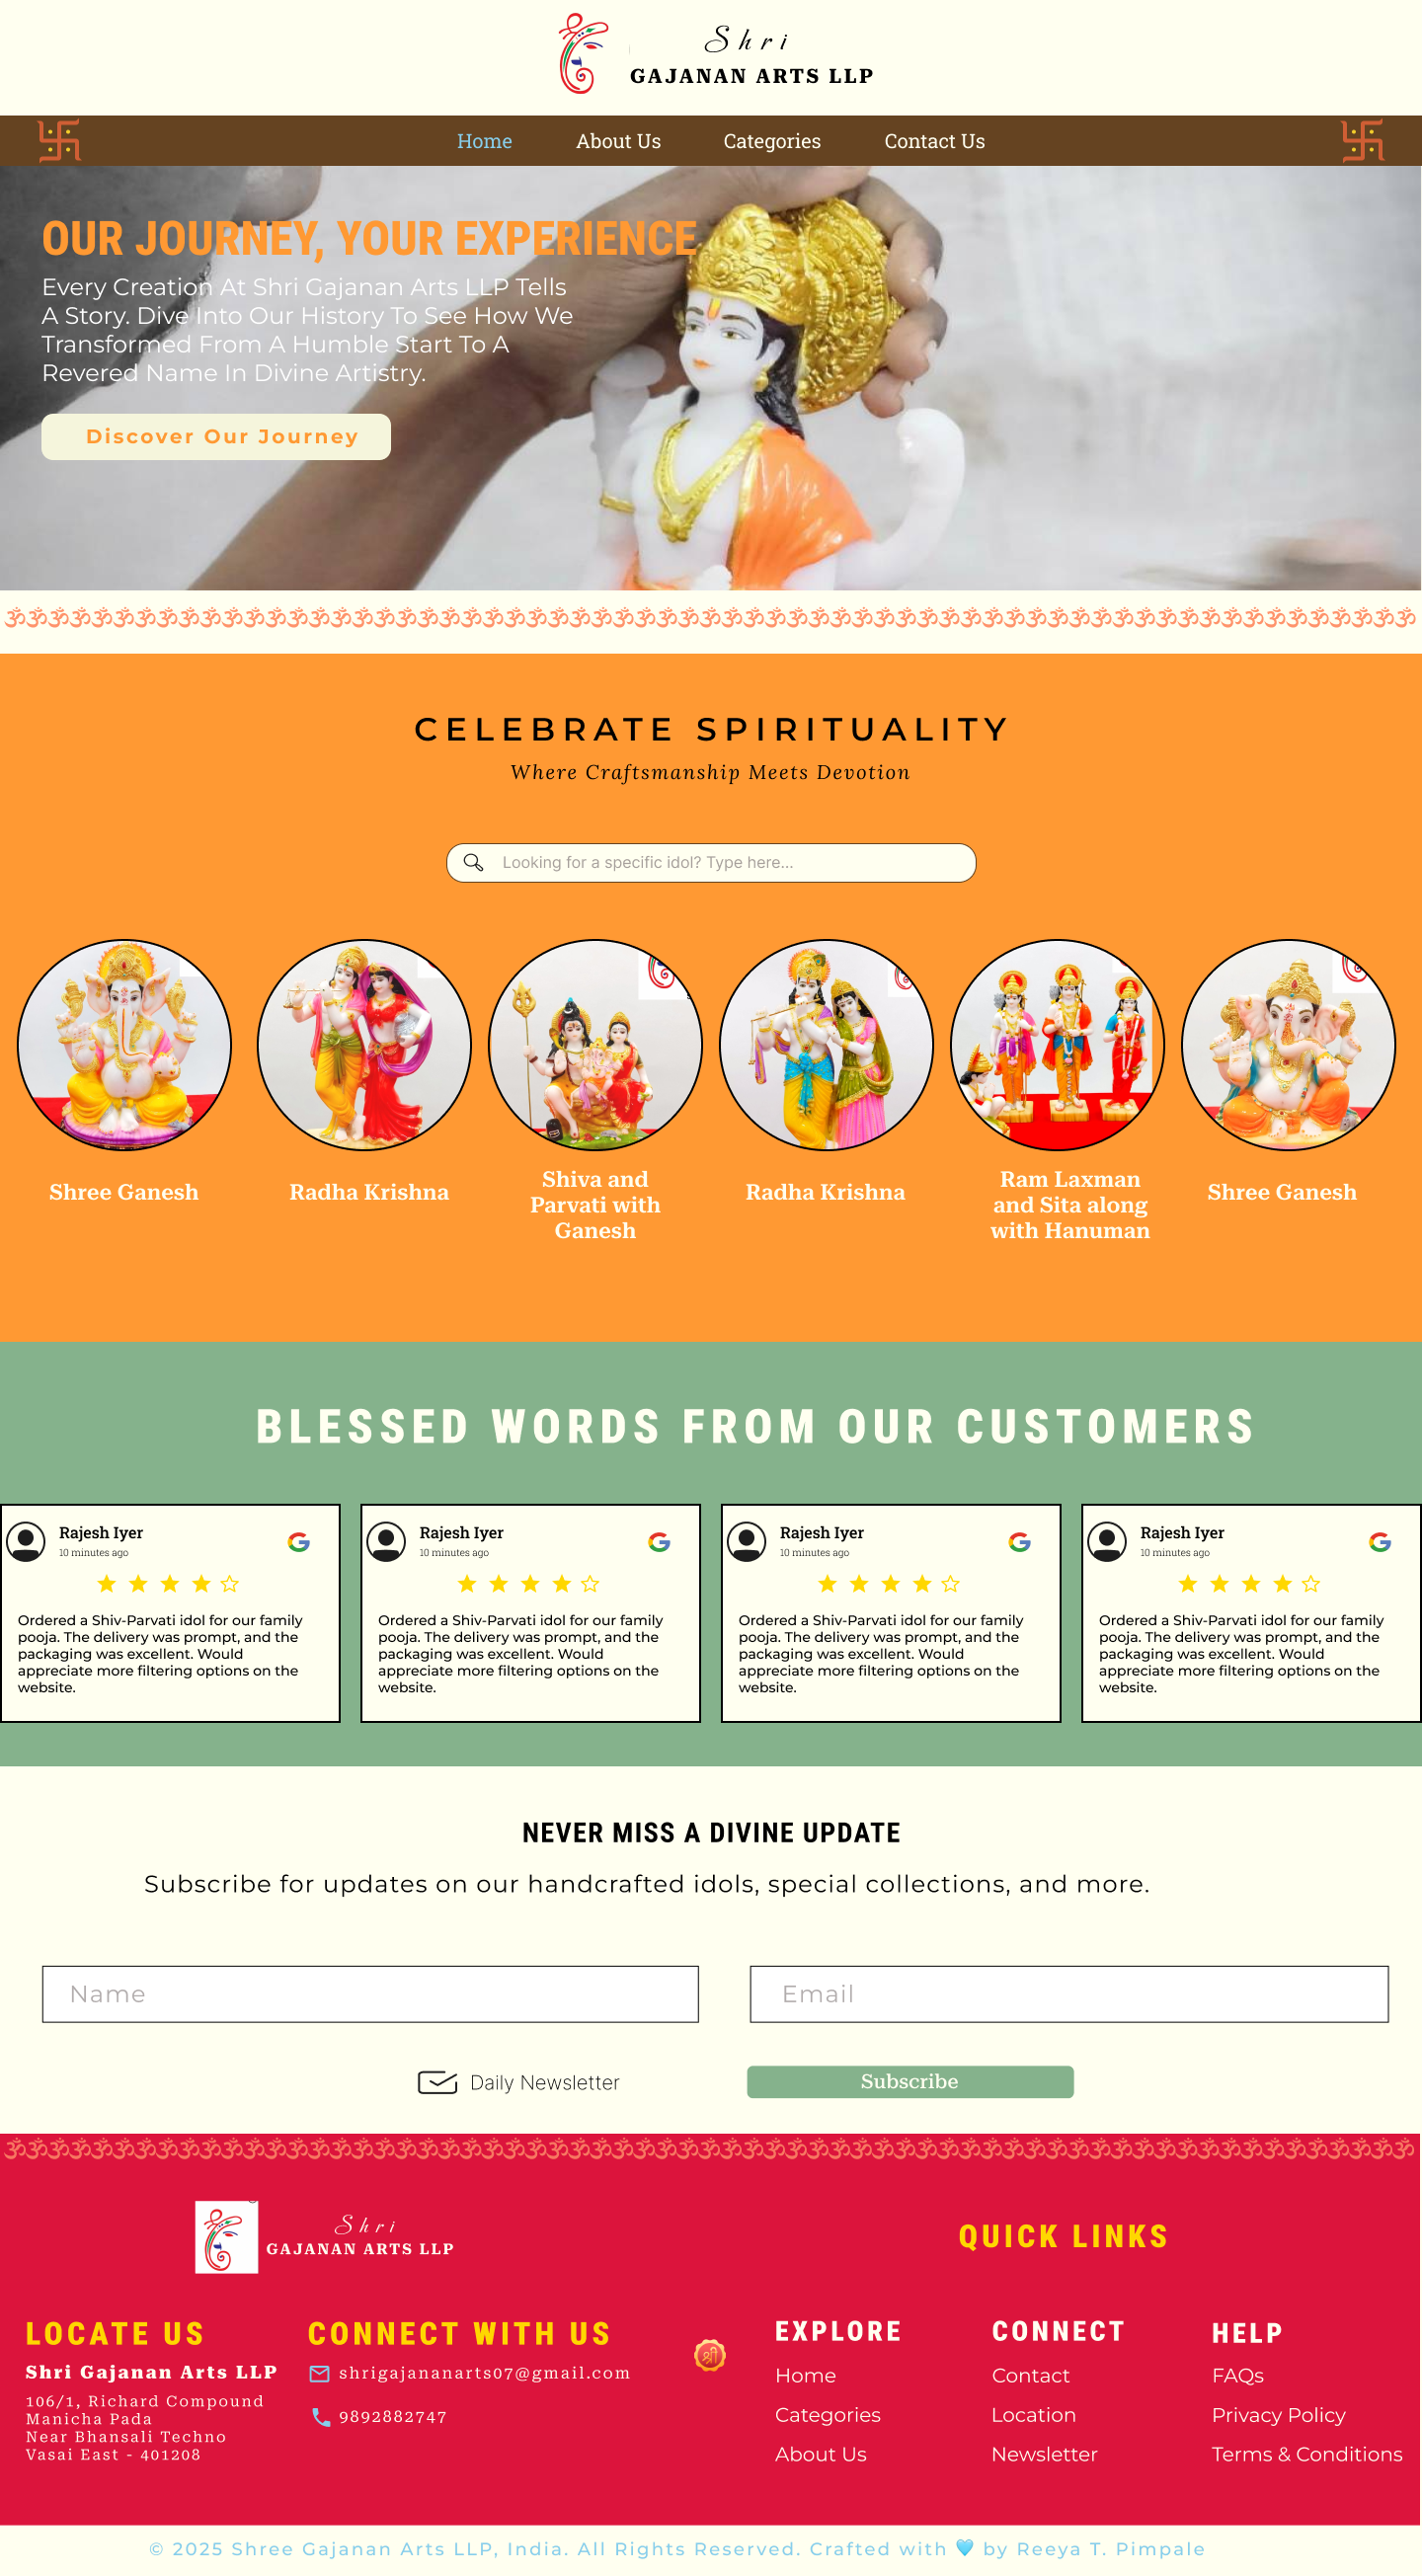 Shri
GAJANAN ARTS LLP
Home About Us Categories Contact Us
OUR JOURNEY, YOUR EXPERIENCE
Every Creation At Shri Gajanan Arts LLP Tells
A Story. Dive Into Our History To See How We
Transformed From A Humble Start To A
Revered Name In Divine Artistry.
Discover Our Journey
ॐॐॐॐॐॐॐॐॐॐॐॐॐॐॐॐॐॐॐॐॐॐॐॐॐॐॐॐॐॐॐॐॐॐॐॐॐॐॐॐॐॐॐॐॐॐॐॐॐॐॐॐॐॐॐॐॐॐॐॐॐॐॐॐॐ
CELEBRATE SPIRITUALITY
Where Craftsmanship Meets Devotion
Looking for a specific idol? Type here...
Shree Ganesh
Radha Krishna
Shiva and
Parvati with
Ganesh
Radha Krishna
Ram Laxman
and Sita along
with Hanuman
Shree Ganesh
BLESSED WORDS FROM OUR CUSTOMERS
Rajesh Iyer
10 minutes ago
Ordered a Shiv-Parvati idol for our family
pooja. The delivery was prompt, and the
packaging was excellent. Would
appreciate more filtering options on the
website.
Rajesh Iyer
10 minutes ago
Ordered a Shiv-Parvati idol for our family
pooja. The delivery was prompt, and the
packaging was excellent. Would
appreciate more filtering options on the
website.
Rajesh Iyer
10 minutes ago
Ordered a Shiv-Parvati idol for our family
pooja. The delivery was prompt, and the
packaging was excellent. Would
appreciate more filtering options on the
website.
Rajesh Iyer
10 minutes ago
Ordered a Shiv-Parvati idol for our family
pooja. The delivery was prompt, and the
packaging was excellent. Would
appreciate more filtering options on the
website.
NEVER MISS A DIVINE UPDATE
Subscribe for updates on our handcrafted idols, special collections, and more.
Name
Email
Daily Newsletter
Subscribe
ॐॐॐॐॐॐॐॐॐॐॐॐॐॐॐॐॐॐॐॐॐॐॐॐॐॐॐॐॐॐॐॐॐॐॐॐॐॐॐॐॐॐॐॐॐॐॐॐॐॐॐॐॐॐॐॐॐॐॐॐॐॐॐॐॐ
Shri
GAJANAN ARTS LLP
LOCATE US
Shri Gajanan Arts LLP
106/1, Richard Compound
Manicha Pada
Near Bhansali Techno
Vasai East - 401208
CONNECT WITH US
shrigajananarts07@gmail.com
9892882747
श्री
QUICK LINKS
EXPLORE
Home
Categories
About Us
CONNECT
Contact
Location
Newsletter
HELP
FAQs
Privacy Policy
Terms & Conditions
© 2025 Shree Gajanan Arts LLP, India. All Rights Reserved. Crafted with 🩵 by Reeya T. Pimpale